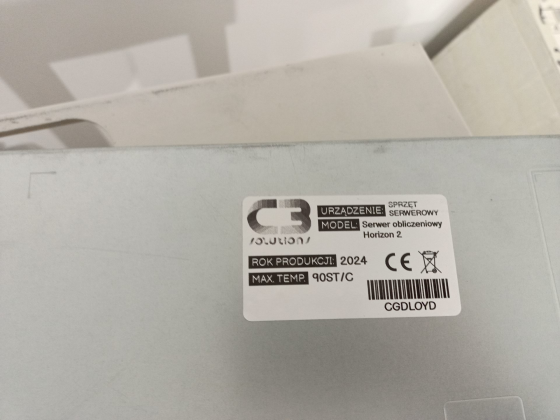 C3
solutions
URZĄDZENIE: SPRZĘT SERWEROWY
MODEL: Serwer obliczeniowy
Horizon 2
ROK PRODUKCJI: 2024
MAX. TEMP. 90ST/C
CE
CGDLOYD